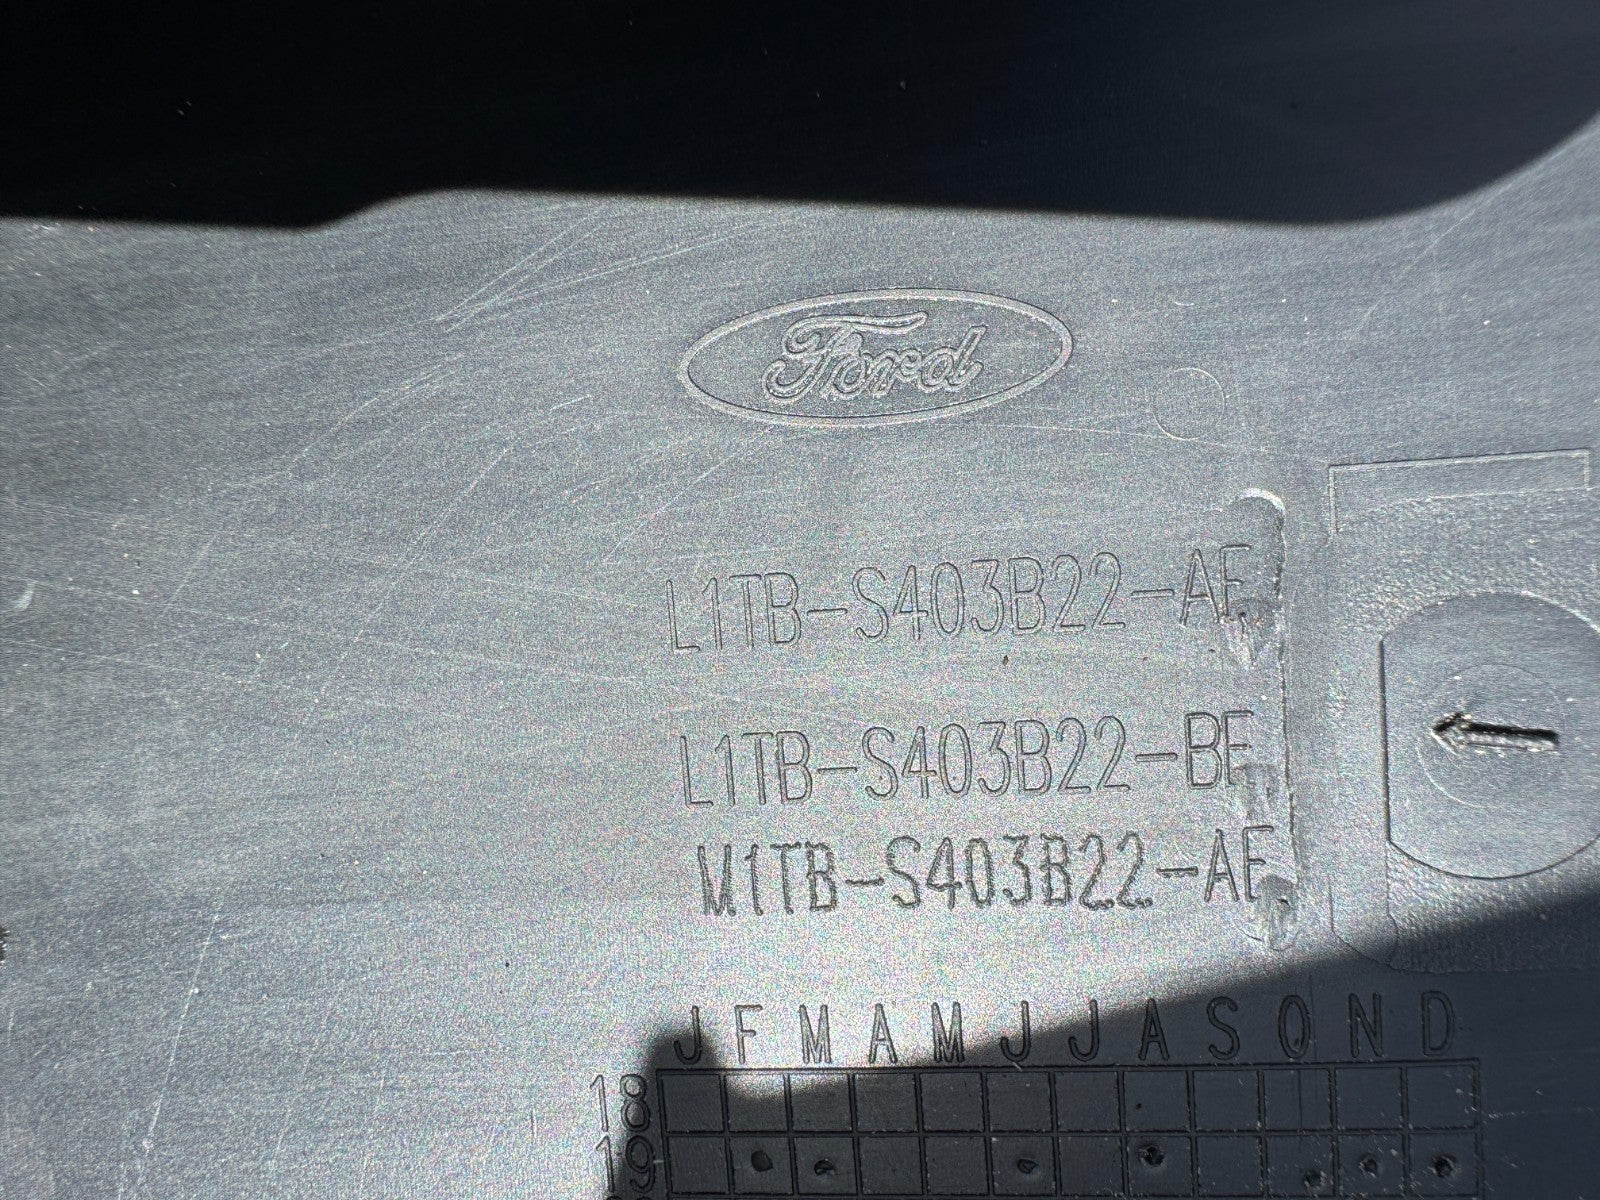 Ford
L1TB-S403B22-AE
L1TB-S403B22-BE
M1TB-S403B22-AE
J F M A M J J A S O N D
18
19